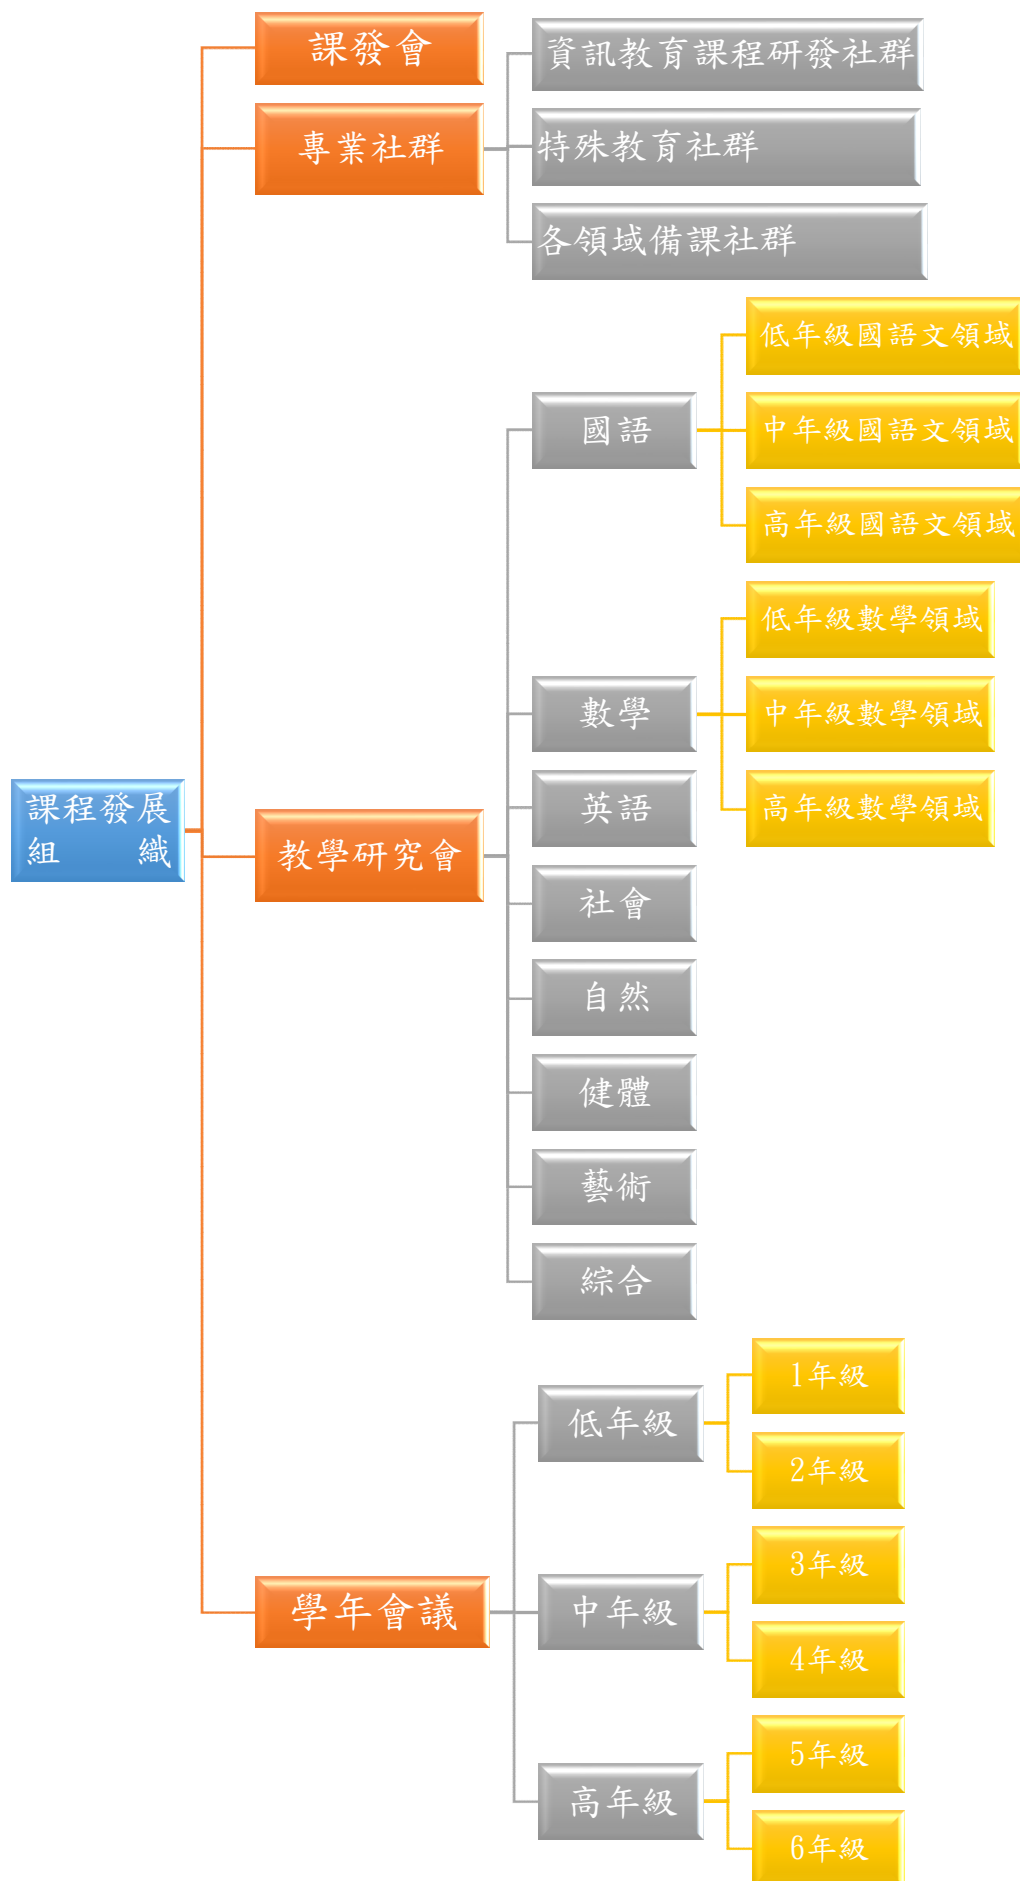 課發會
專業社群
資訊教育課程研發社群
特殊教育社群
各領域備課社群
課程發展
組　　織
教學研究會
國語
低年級國語文領域
中年級國語文領域
高年級國語文領域
數學
低年級數學領域
中年級數學領域
高年級數學領域
英語
社會
自然
健體
藝術
綜合
學年會議
低年級
1年級
2年級
中年級
3年級
4年級
高年級
5年級
6年級